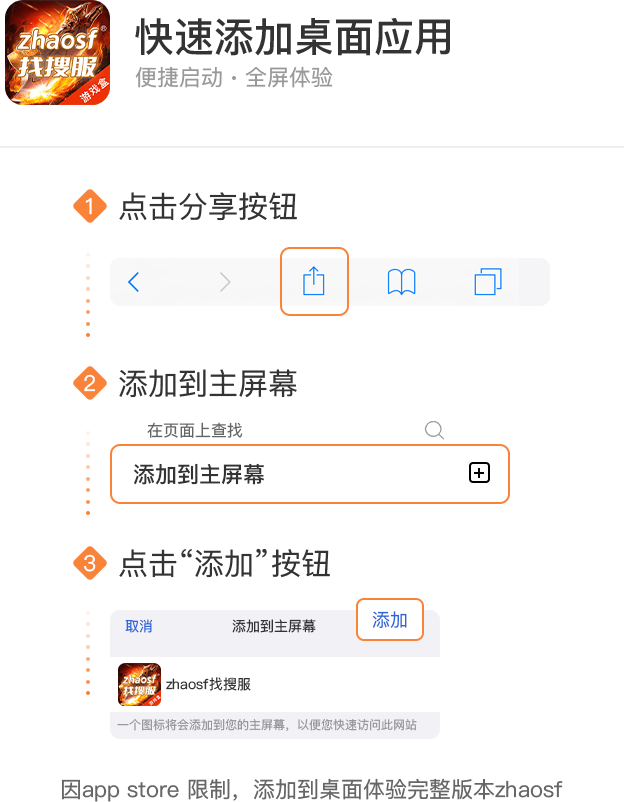 zhaosf®
找搜服
游戏盒
快速添加桌面应用
便捷启动·全屏体验
1 点击分享按钮
2 添加到主屏幕
在页面上查找
添加到主屏幕
3 点击“添加”按钮
取消 添加到主屏幕 添加
zhaosf
找搜服
zhaosf找搜服
一个图标将会添加到您的主屏幕，以便您快速访问此网站
因app store 限制，添加到桌面体验完整版本zhaosf